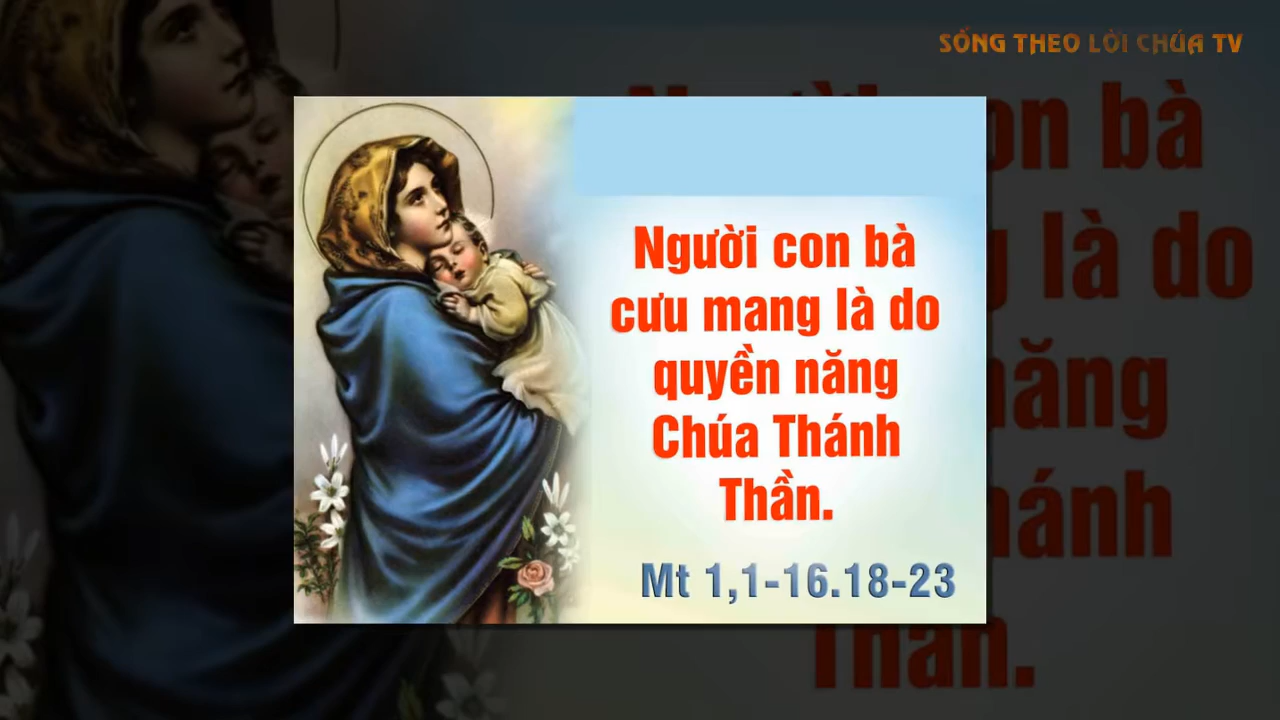 SỐNG THEO LỜI CHÚA TV
Người con bà
cưu mang là do
quyền năng
Chúa Thánh
Thần.
Mt 1,1-16.18-23